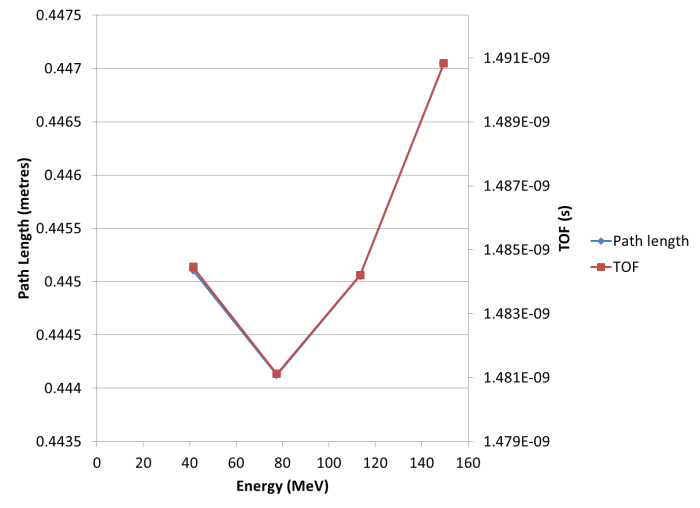 0.4475
0.447
0.4465
0.446
0.4455
0.445
0.4445
0.444
0.4435
Path Length (metres)
1.491E-09
1.489E-09
1.487E-09
1.485E-09
1.483E-09
1.481E-09
1.479E-09
TOF (s)
Path length
TOF
0 20 40 60 80 100 120 140 160
Energy (MeV)